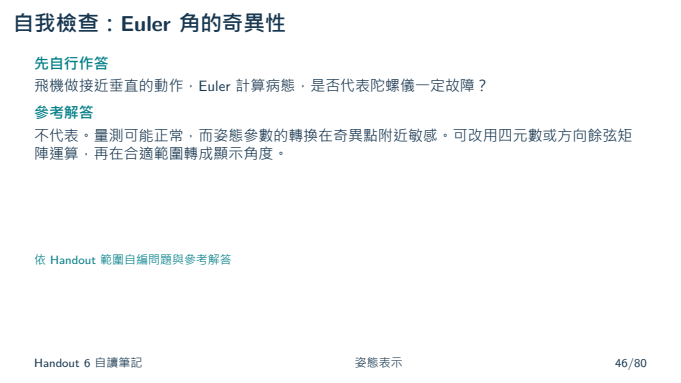 自我檢查：Euler 角的奇異性
先自行作答
飛機做接近垂直的動作，Euler 計算病態，是否代表陀螺儀一定故障？
參考解答
不代表。量測可能正常，而姿態參數的轉換在奇異點附近敏感。可改用四元數或方向餘弦矩
陣運算，再在合適範圍轉成顯示角度。
依 Handout 範圍自編問題與參考解答
Handout 6 自讀筆記
姿態表示
46/80